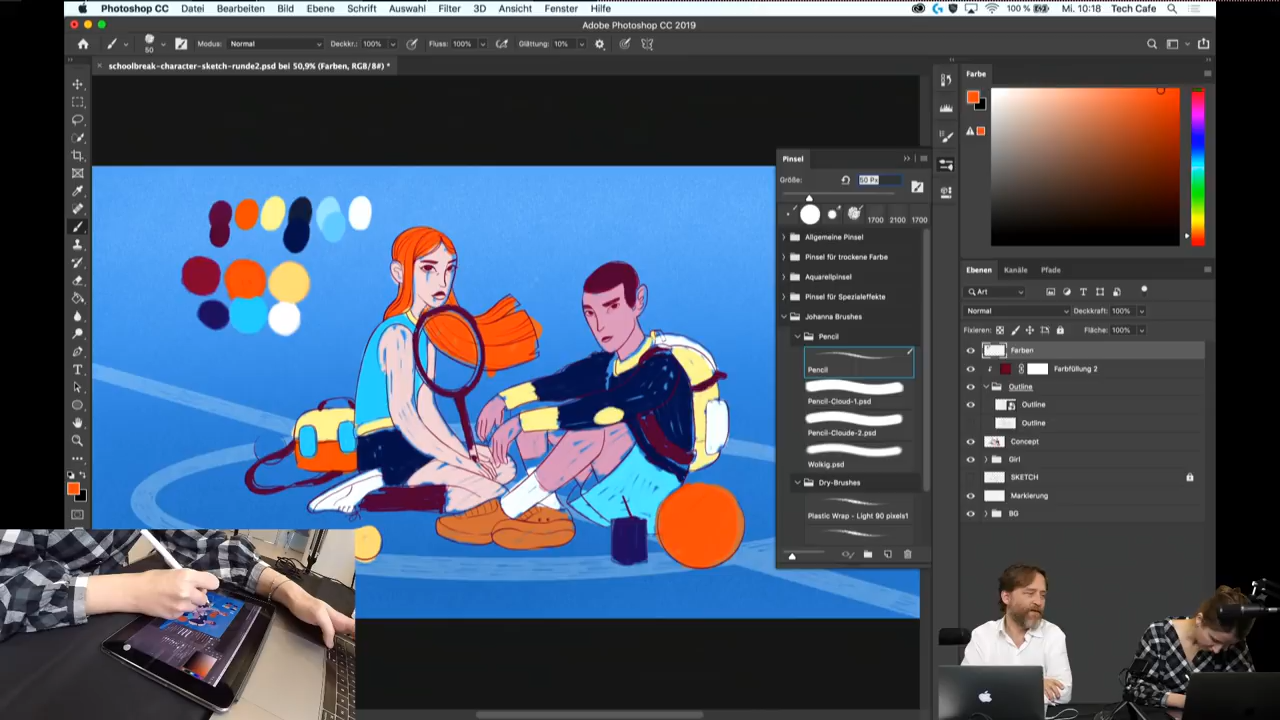 Photoshop CC Datei Bearbeiten Bild Ebene Schrift Auswahl Filter 3D Ansicht Fenster Hilfe 100 % Mi. 10:18 Tech Cafe
Adobe Photoshop CC 2019
50 Modus: Normal Deckkr.: 100% Fluss: 100% Glättung: 10%
schoolbreak-character-sketch-runde2.psd bei 50,9% (Farben, RGB/8#) *
Farbe
Pinsel
Größe: 50 Px
1700 2100 1700
Allgemeine Pinsel
Pinsel für trockene Farbe
Aquarellpinsel
Pinsel für Spezialeffekte
Johanna Brushes
Pencil
Pencil
Pencil-Cloud-1.psd
Pencil-Cloude-2.psd
Wolkig.psd
Dry-Brushes
Plastic Wrap - Light 90 pixels1
Ebenen Kanäle Pfade
Art
Normal Deckkraft: 100%
Fixieren: Fläche: 100%
Farben
Farbfüllung 2
Outline
Outline
Outline
Concept
Girl
SKETCH
Markierung
BG